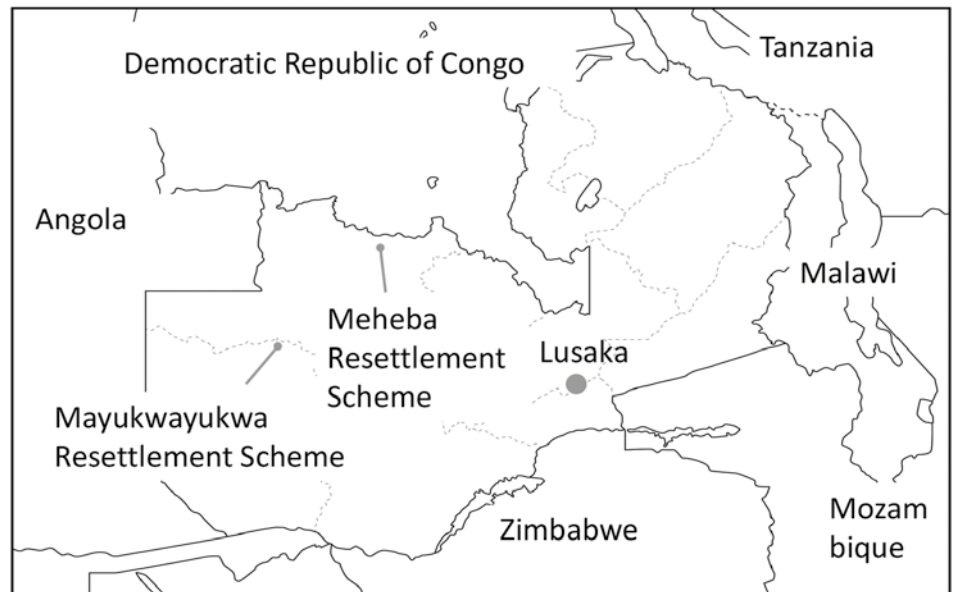 Tanzania
Democratic Republic of Congo
Angola
Malawi
Meheba
Resettlement
Scheme
Lusaka
Mayukwayukwa
Resettlement Scheme
Mozam
bique
Zimbabwe